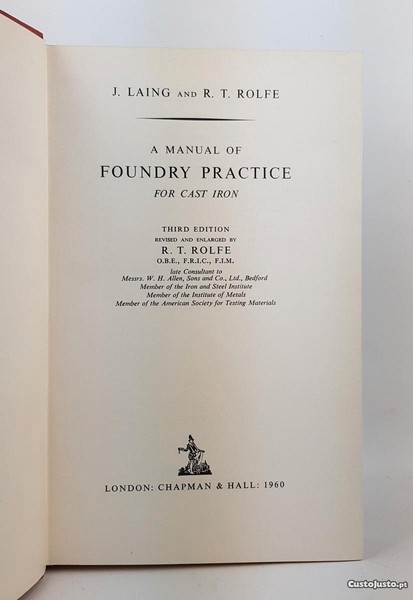 J. LAING AND R. T. ROLFE
A MANUAL OF
FOUNDRY PRACTICE
FOR CAST IRON
THIRD EDITION
REVISED AND ENLARGED BY
R. T. ROLFE
O.B.E., F.R.I.C., F.I.M.
late Consultant to
Messrs. W. H. Allen, Sons and Co., Ltd., Bedford
Member of the Iron and Steel Institute
Member of the Institute of Metals
Member of the American Society for Testing Materials
LONDON: CHAPMAN & HALL: 1960
CustoJusto.pt